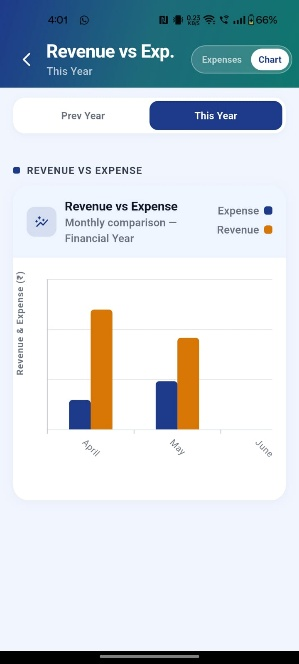 4:01 0.23 KB/S 66%
Revenue vs Exp.
This Year
Expenses Chart
Prev Year This Year
REVENUE VS EXPENSE
Revenue vs Expense
Monthly comparison —
Financial Year
Expense
Revenue
Revenue & Expense (₹)
April May June